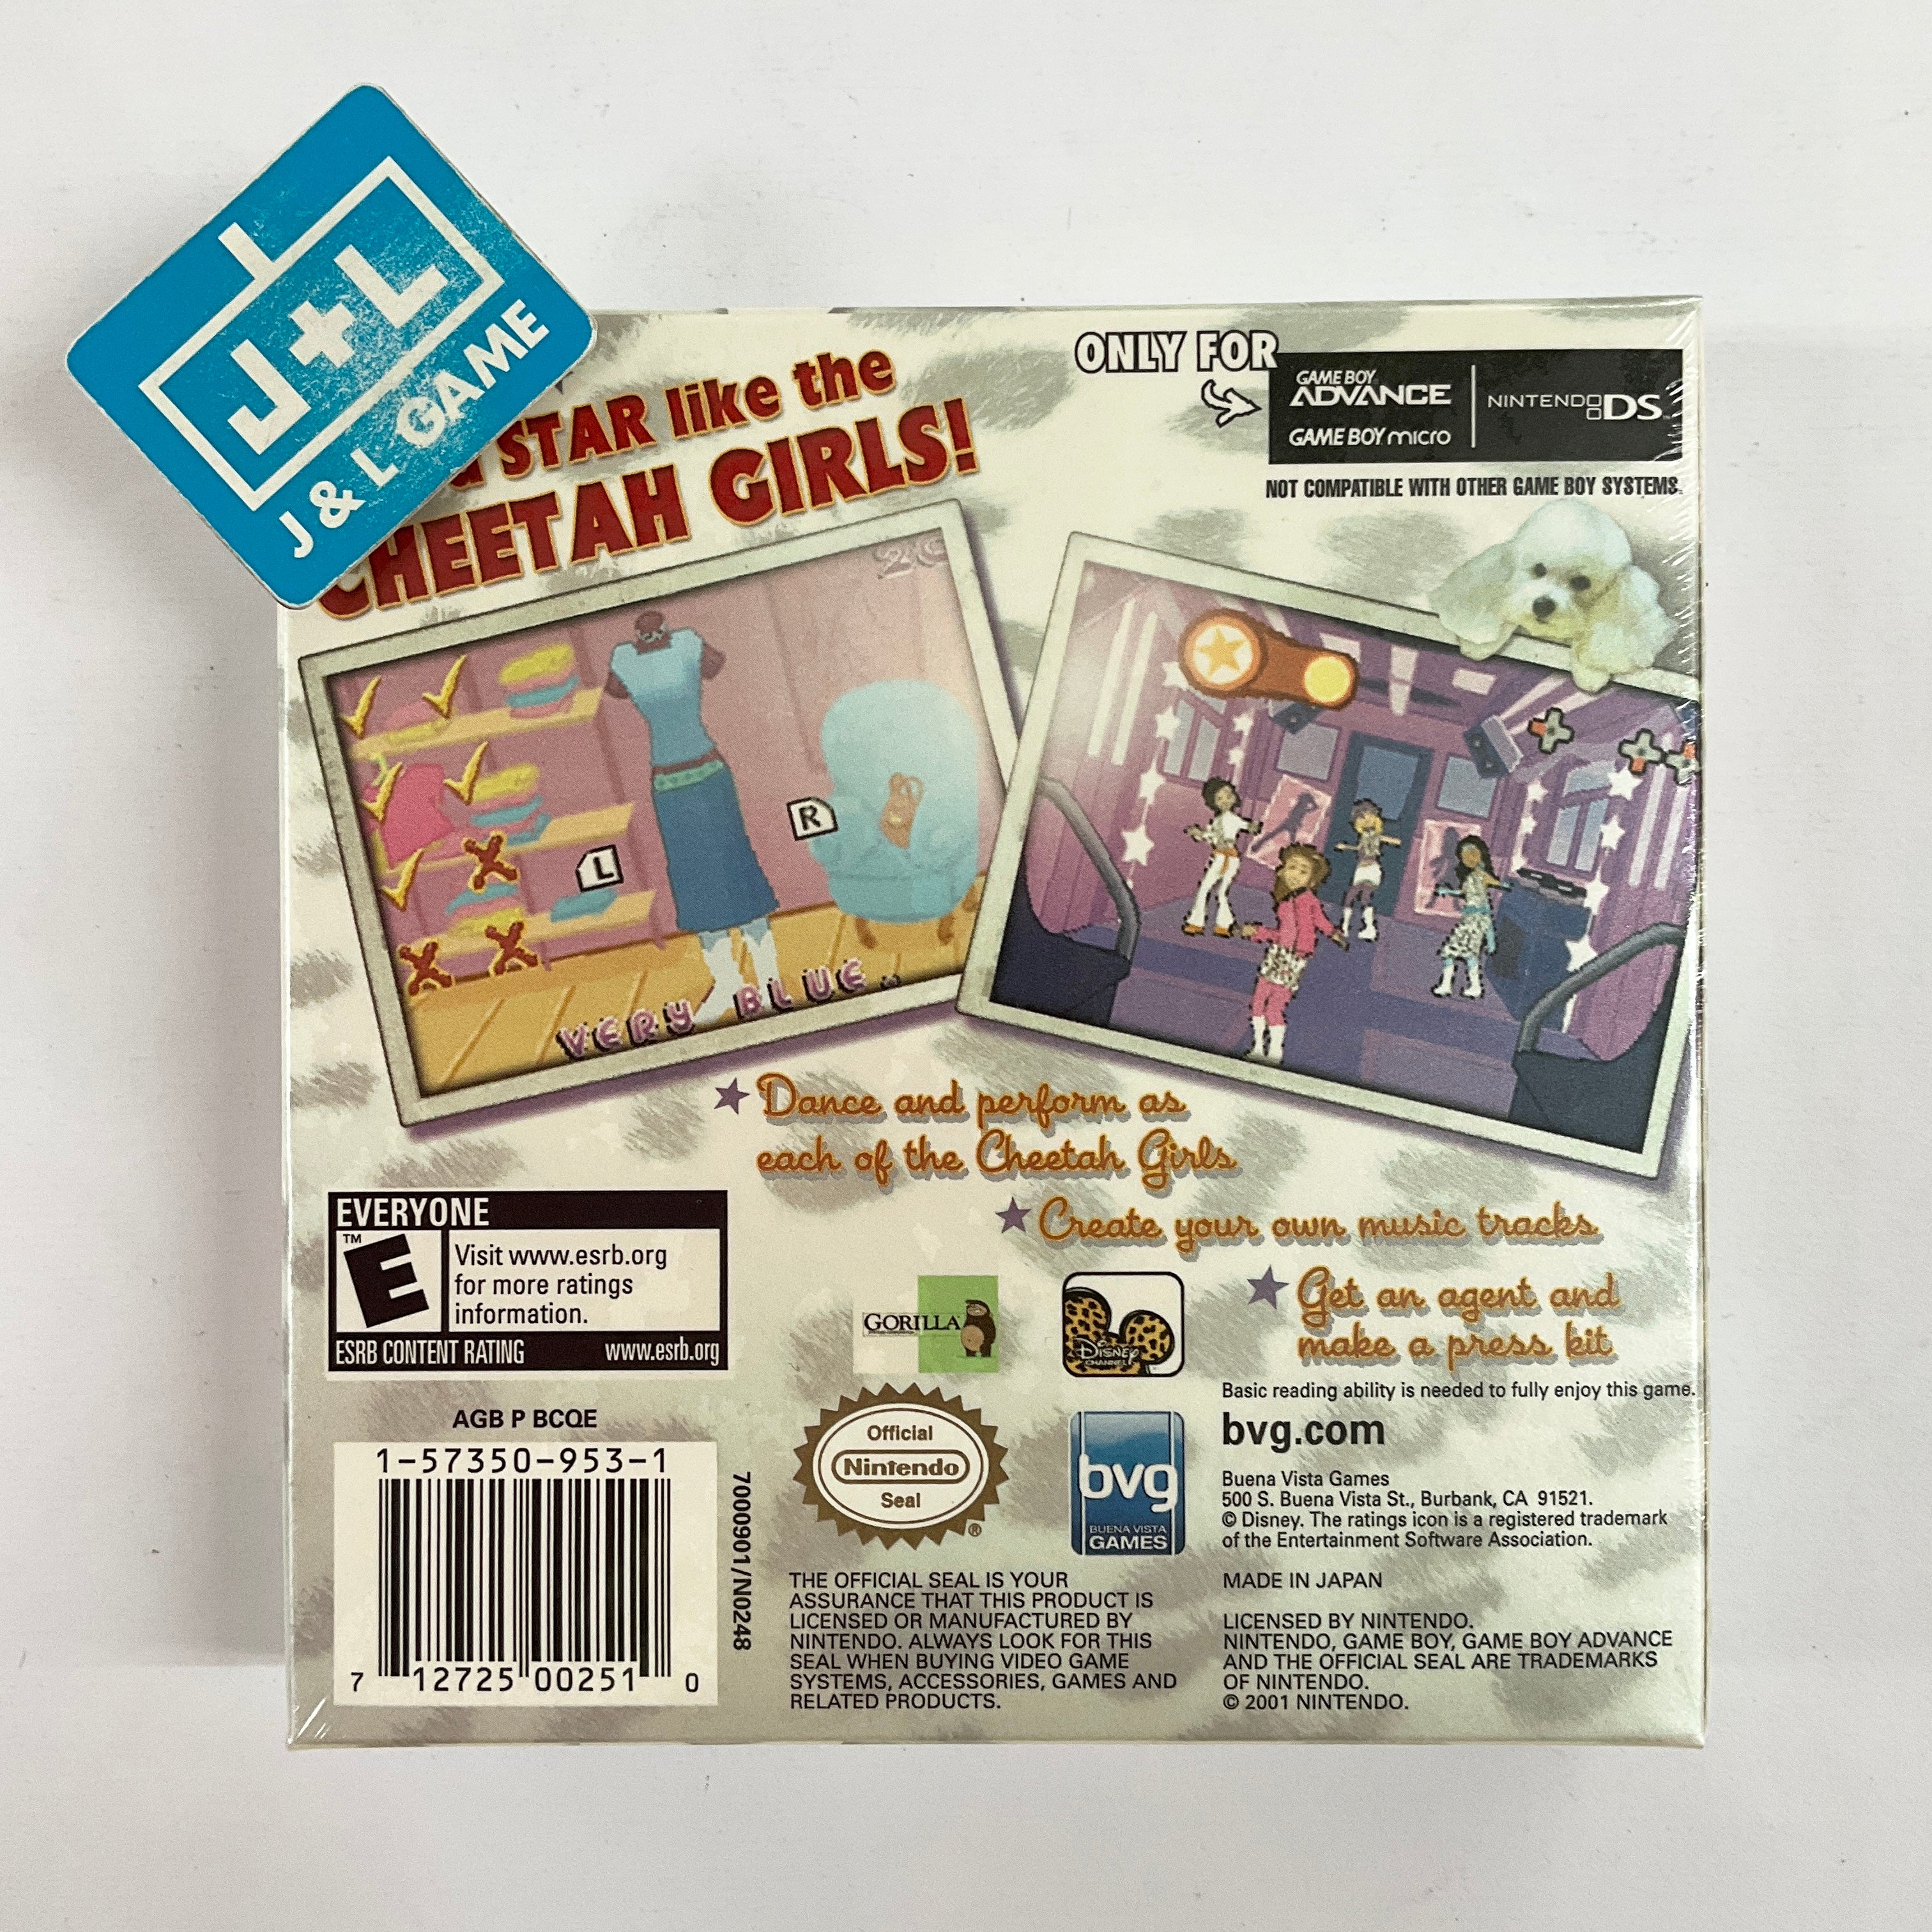 J+L
J & L GAME
STAR like the
CHEETAH GIRLS!
ONLY FOR
GAME BOY
ADVANCE
GAME BOY micro
NINTENDO DS
NOT COMPATIBLE WITH OTHER GAME BOY SYSTEMS.
L
R
VERY BLUE..
Dance and perform as
each of the Cheetah Girls
Create your own music tracks
Get an agent and
make a press kit
EVERYONE
E
TM
Visit www.esrb.org
for more ratings
information.
ESRB CONTENT RATING www.esrb.org
GORILLA
DISNEY
CHANNEL
Basic reading ability is needed to fully enjoy this game.
bvg.com
AGB P BCQE
1-57350-953-1
7 12725 00251 0
7000901/N0248
Official
Nintendo
Seal
®
bvg
BUENA VISTA
GAMES
Buena Vista Games
500 S. Buena Vista St., Burbank, CA 91521.
© Disney. The ratings icon is a registered trademark
of the Entertainment Software Association.
THE OFFICIAL SEAL IS YOUR
ASSURANCE THAT THIS PRODUCT IS
LICENSED OR MANUFACTURED BY
NINTENDO. ALWAYS LOOK FOR THIS
SEAL WHEN BUYING VIDEO GAME
SYSTEMS, ACCESSORIES, GAMES AND
RELATED PRODUCTS.
MADE IN JAPAN
LICENSED BY NINTENDO.
NINTENDO, GAME BOY, GAME BOY ADVANCE
AND THE OFFICIAL SEAL ARE TRADEMARKS
OF NINTENDO.
© 2001 NINTENDO.